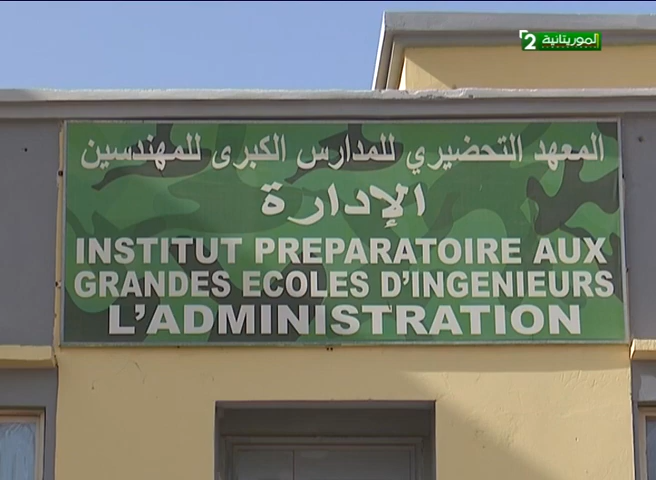 الموريتانية 2
المعهد التحضيري للمدارس الكبرى للمهندسين
الإدارة
INSTITUT PREPARATOIRE AUX
GRANDES ECOLES D'INGENIEURS
L'ADMINISTRATION